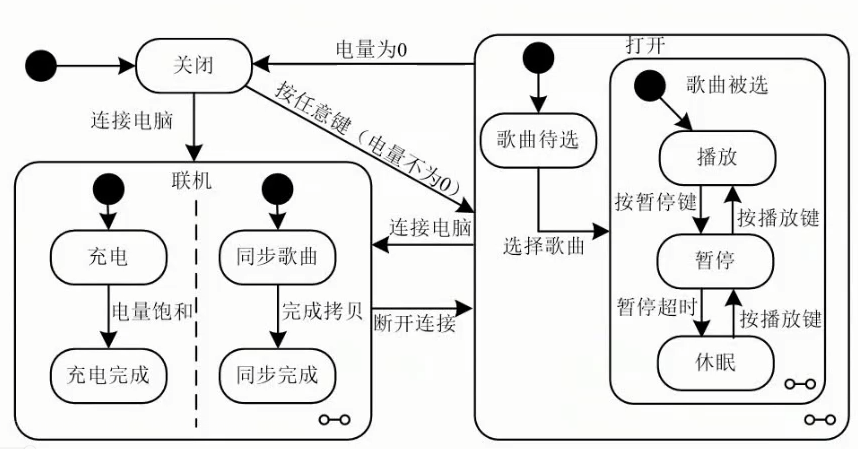 关闭
电量为0
按任意键（电量不为0）
连接电脑
联机
充电
电量饱和
充电完成
同步歌曲
完成拷贝
同步完成
连接电脑
断开连接
打开
歌曲待选
选择歌曲
歌曲被选
播放
按暂停键
按播放键
暂停
暂停超时
按播放键
休眠